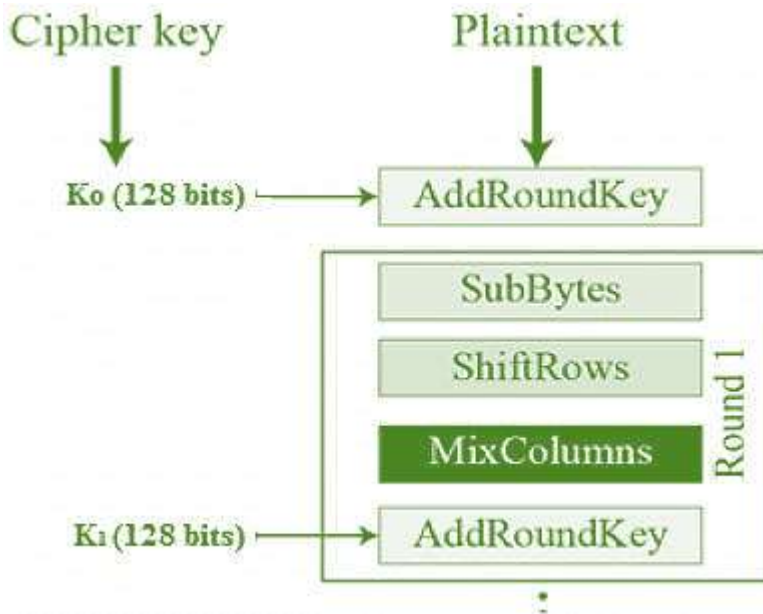 Cipher key
Plaintext
K₀ (128 bits)
AddRoundKey
SubBytes
ShiftRows
MixColumns
Round 1
K₁ (128 bits)
AddRoundKey